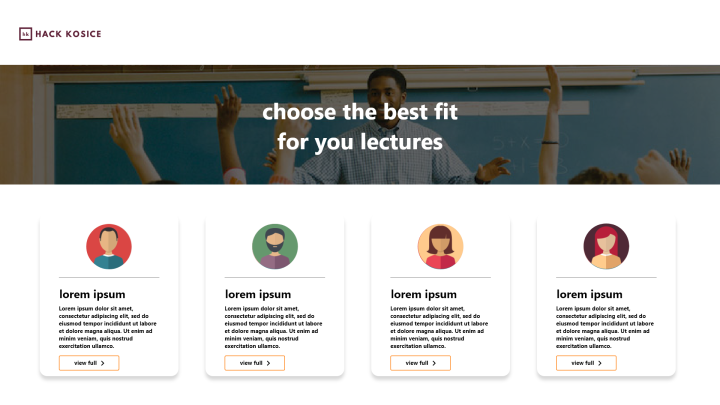 HACK KOSICE
choose the best fit
for you lectures
lorem ipsum
Lorem ipsum dolor sit amet,
consectetur adipiscing elit, sed do
eiusmod tempor incididunt ut labore
et dolore magna aliqua. Ut enim ad
minim veniam, quis nostrud
exercitation ullamco.
view full
lorem ipsum
Lorem ipsum dolor sit amet,
consectetur adipiscing elit, sed do
eiusmod tempor incididunt ut labore
et dolore magna aliqua. Ut enim ad
minim veniam, quis nostrud
exercitation ullamco.
view full
lorem ipsum
Lorem ipsum dolor sit amet,
consectetur adipiscing elit, sed do
eiusmod tempor incididunt ut labore
et dolore magna aliqua. Ut enim ad
minim veniam, quis nostrud
exercitation ullamco.
view full
lorem ipsum
Lorem ipsum dolor sit amet,
consectetur adipiscing elit, sed do
eiusmod tempor incididunt ut labore
et dolore magna aliqua. Ut enim ad
minim veniam, quis nostrud
exercitation ullamco.
view full